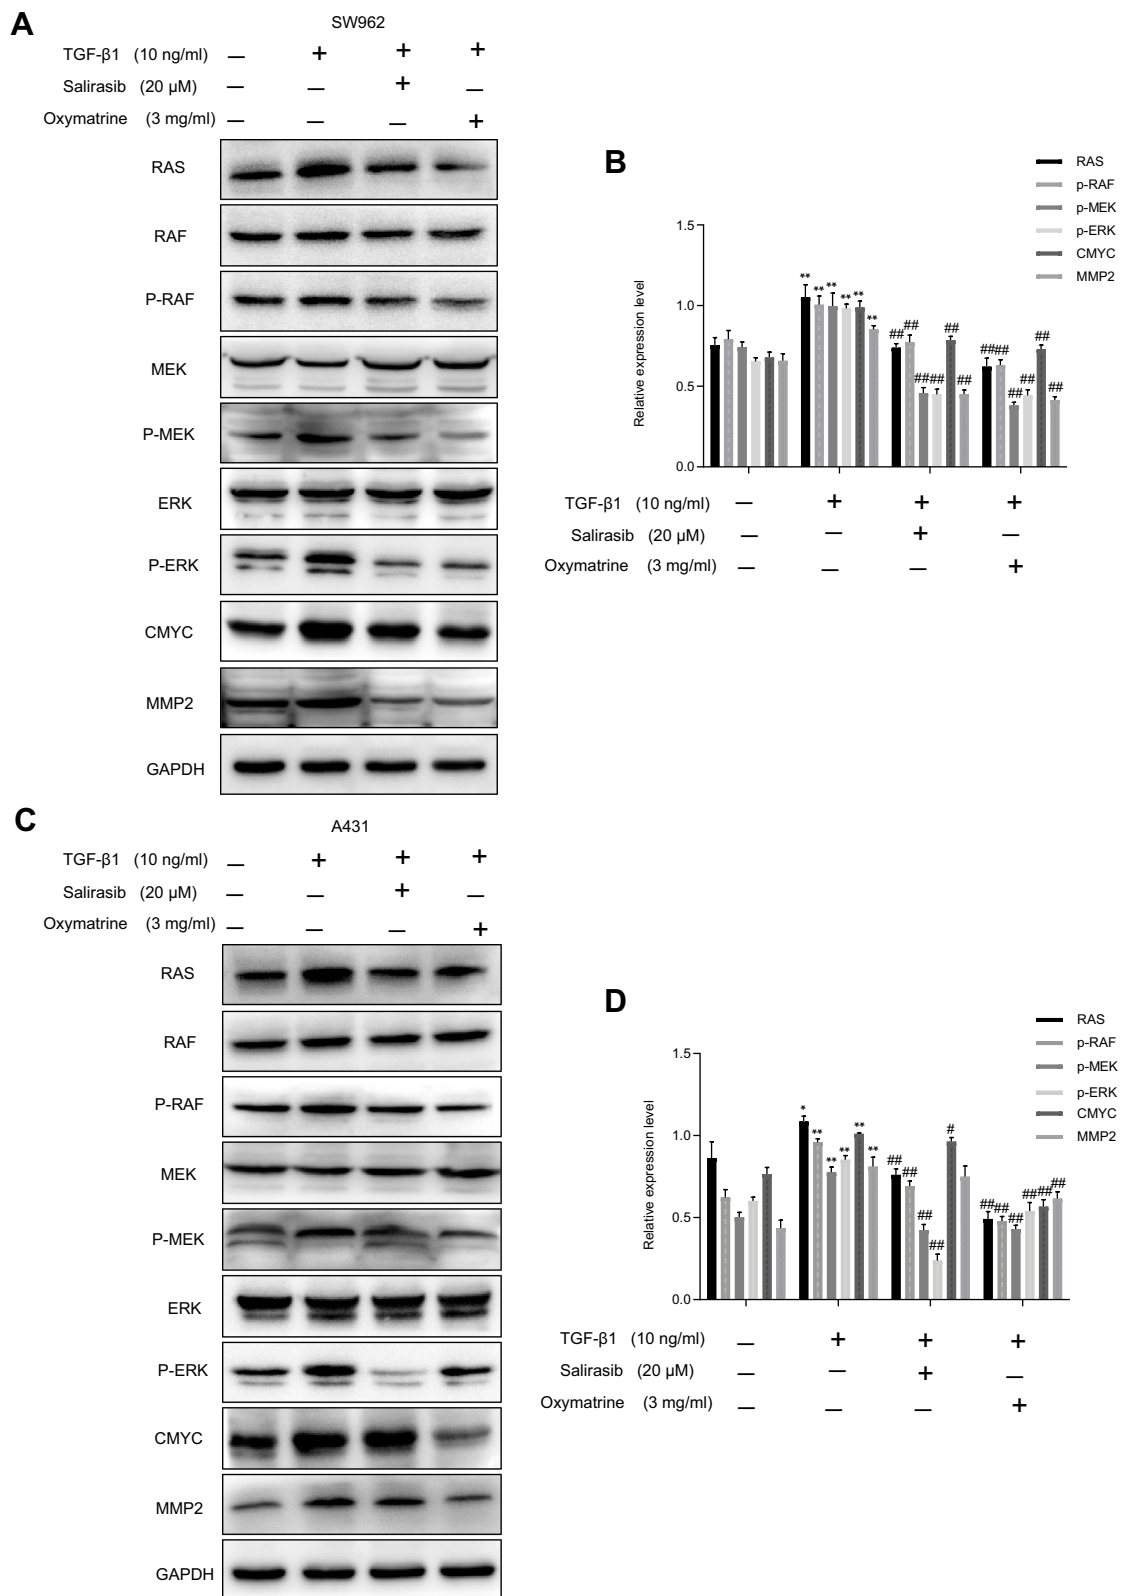 A
SW962
TGF-β1 (10 ng/ml) — + + +
Salirasib (20 μM) — — + —
Oxymatrine (3 mg/ml) — — — +
RAS
RAF
P-RAF
MEK
P-MEK
ERK
P-ERK
CMYC
MMP2
GAPDH
B
RAS
p-RAF
p-MEK
p-ERK
CMYC
MMP2
Relative expression level
1.5
1.0
0.5
0.0
** ** ** ** ** **
## ## ## ## ## ##
## ## ## ## ## ##
TGF-β1 (10 ng/ml) — + + +
Salirasib (20 μM) — — + —
Oxymatrine (3 mg/ml) — — — +
C
A431
TGF-β1 (10 ng/ml) — + + +
Salirasib (20 μM) — — + —
Oxymatrine (3 mg/ml) — — — +
RAS
RAF
P-RAF
MEK
P-MEK
ERK
P-ERK
CMYC
MMP2
GAPDH
D
RAS
p-RAF
p-MEK
p-ERK
CMYC
MMP2
Relative expression level
1.5
1.0
0.5
0.0
* ** ** ** ** **
## ## ## ## #
## ## ## ## ## ##
TGF-β1 (10 ng/ml) — + + +
Salirasib (20 μM) — — + —
Oxymatrine (3 mg/ml) — — — +